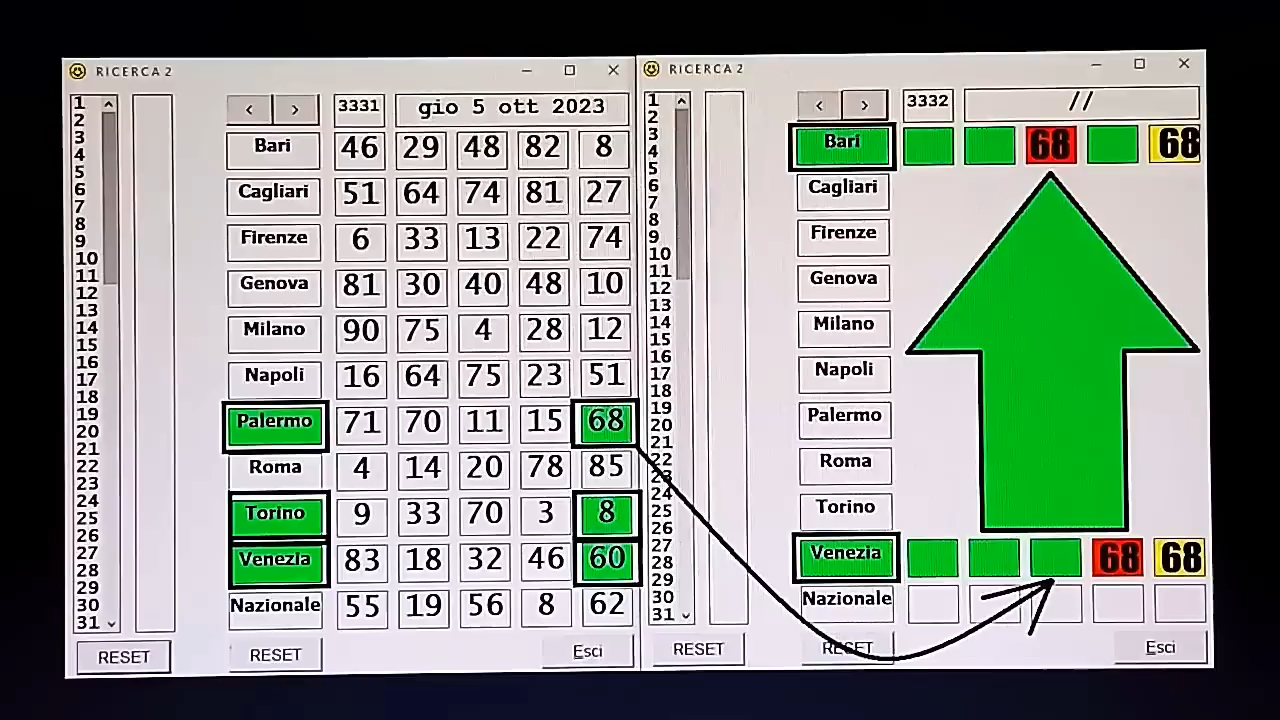 RICERCA 2
1
2
3
4
5
6
7
8
9
10
11
12
13
14
15
16
17
18
19
20
21
22
23
24
25
26
27
28
29
30
31
< > 3331 gio 5 ott 2023
Bari 46 29 48 82 8
Cagliari 51 64 74 81 27
Firenze 6 33 13 22 74
Genova 81 30 40 48 10
Milano 90 75 4 28 12
Napoli 16 64 75 23 51
Palermo 71 70 11 15 68
Roma 4 14 20 78 85
Torino 9 33 70 3 8
Venezia 83 18 32 46 60
Nazionale 55 19 56 8 62
RESET RESET Esci
RICERCA 2
1
2
3
4
5
6
7
8
9
10
11
12
13
14
15
16
17
18
19
20
21
22
23
24
25
26
27
28
29
30
31
< > 3332 //
Bari 68 68
Cagliari
Firenze
Genova
Milano
Napoli
Palermo
Roma
Torino
Venezia 68 68
Nazionale
RESET RESET Esci